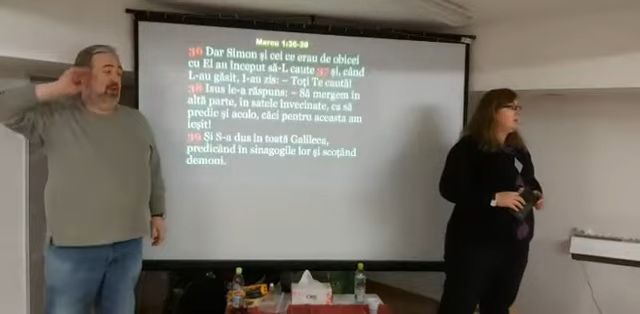 Marcu 1:36-39
36 Dar Simon și cei ce erau de obicei
cu El au început să-L caute 37 și, când
L-au găsit, I-au zis: – Toți Te caută!
38 Isus le-a răspuns: – Să mergem în
altă parte, în satele învecinate, ca să
predic și acolo, căci pentru aceasta am
ieșit!
39 Și S-a dus în toată Galileea,
predicând în sinagogile lor și scoțând
demoni.